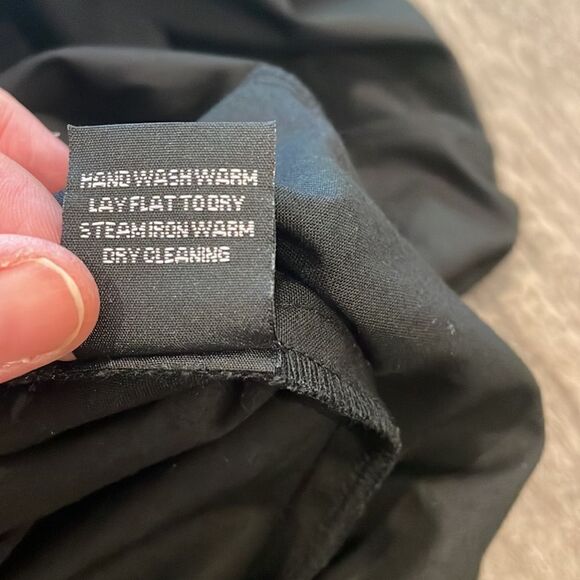 HAND WASH WARM
LAY FLAT TO DRY
STEAM IRON WARM
DRY CLEANING